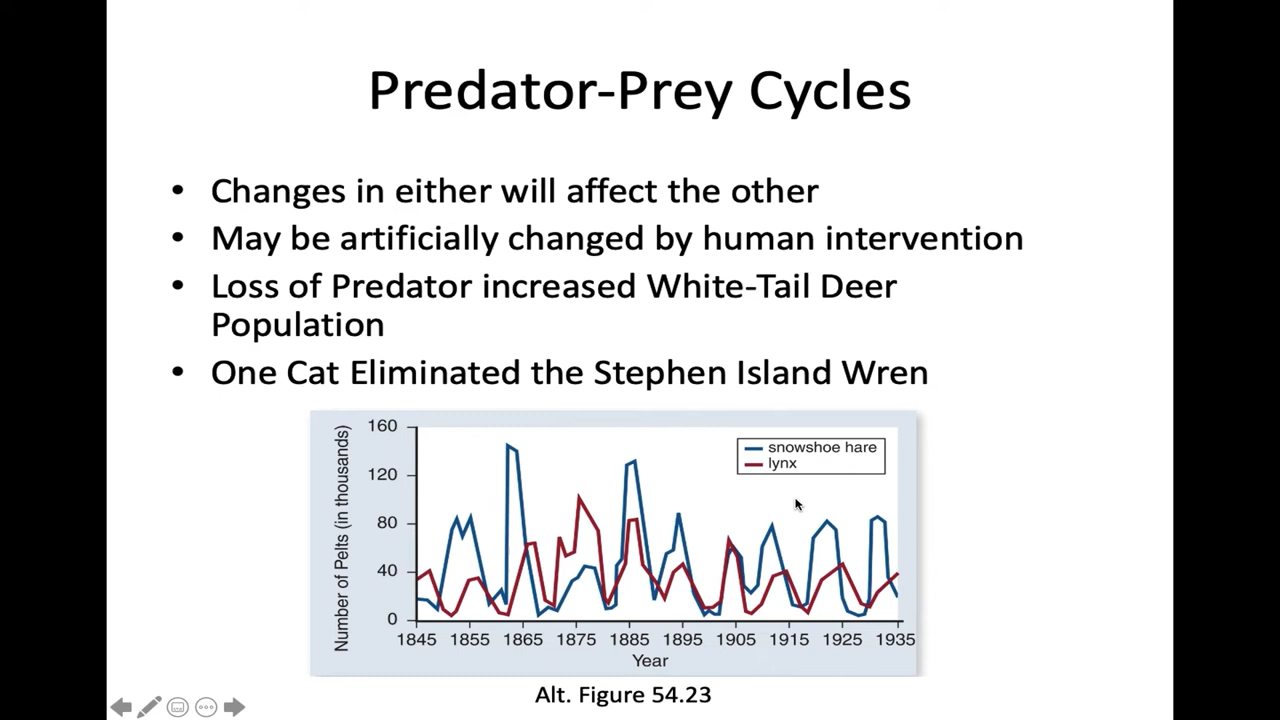 Predator-Prey Cycles
• Changes in either will affect the other
• May be artificially changed by human intervention
• Loss of Predator increased White-Tail Deer
Population
• One Cat Eliminated the Stephen Island Wren
Number of Pelts (in thousands)
160
120
80
40
0
snowshoe hare
lynx
1845 1855 1865 1875 1885 1895 1905 1915 1925 1935
Year
Alt. Figure 54.23